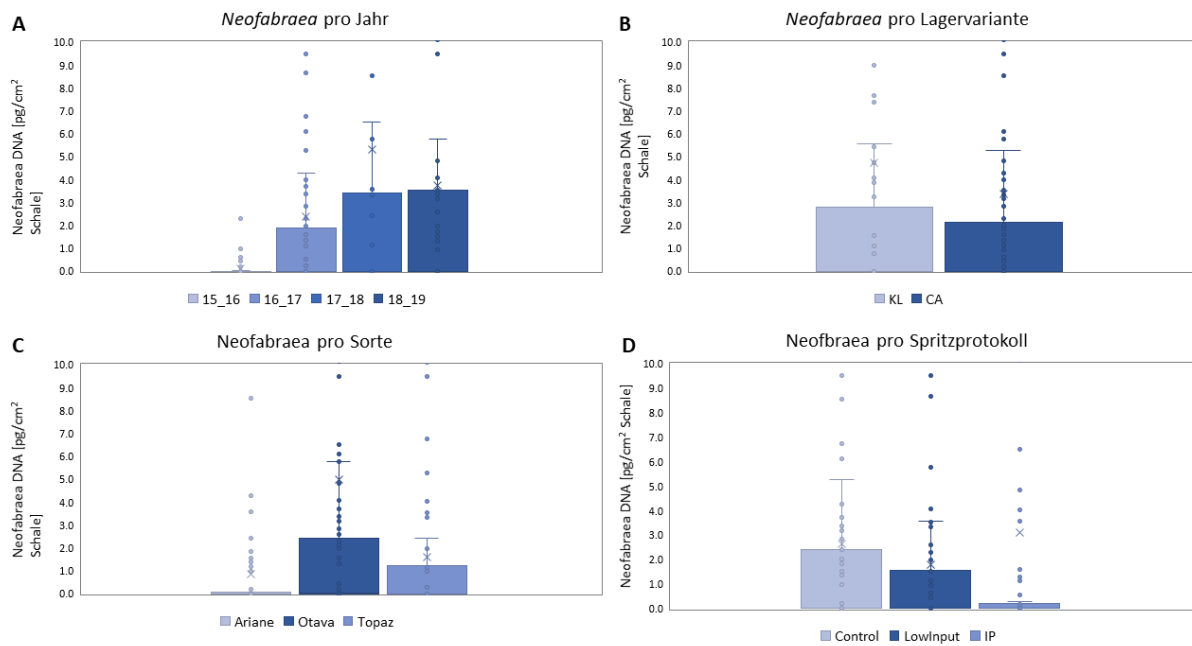 A
Neofabraea pro Jahr
Neofabraea DNA [pg/cm2
Schale]
10.0
9.0
8.0
7.0
6.0
5.0
4.0
3.0
2.0
1.0
0.0
15_16 16_17 17_18 18_19
B
Neofabraea pro Lagervariante
Neofabraea DNA [pg/cm2
Schale]
10.0
9.0
8.0
7.0
6.0
5.0
4.0
3.0
2.0
1.0
0.0
KL CA
C
Neofabraea pro Sorte
Neofabraea DNA [pg/cm2
Schale]
10.0
9.0
8.0
7.0
6.0
5.0
4.0
3.0
2.0
1.0
0.0
Ariane Otava Topaz
D
Neofbraea pro Spritzprotokoll
Neofabraea DNA [pg/cm2 Schale]
10.0
9.0
8.0
7.0
6.0
5.0
4.0
3.0
2.0
1.0
0.0
Control LowInput IP